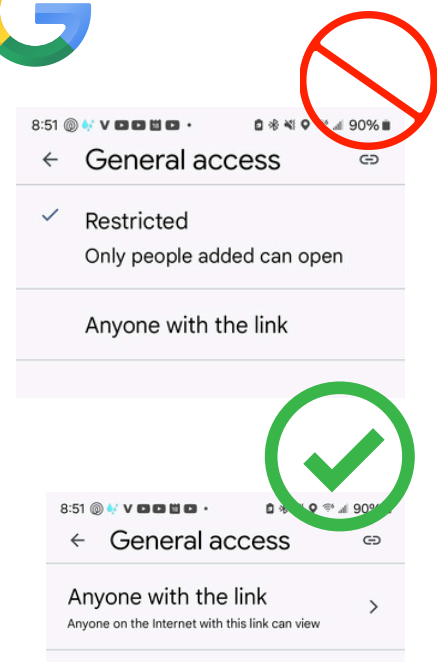 8:51 V 90%
General access
Restricted
Only people added can open
Anyone with the link
8:51 V
General access
Anyone with the link
Anyone on the Internet with this link can view